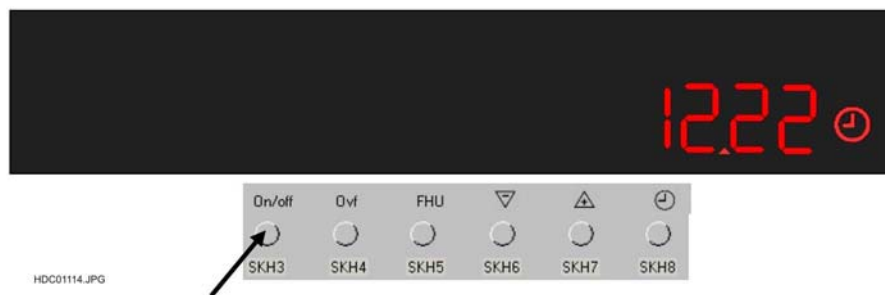 12.22
On/off Ovf FHU
SKH3 SKH4 SKH5 SKH6 SKH7 SKH8
HDC01114.JPG